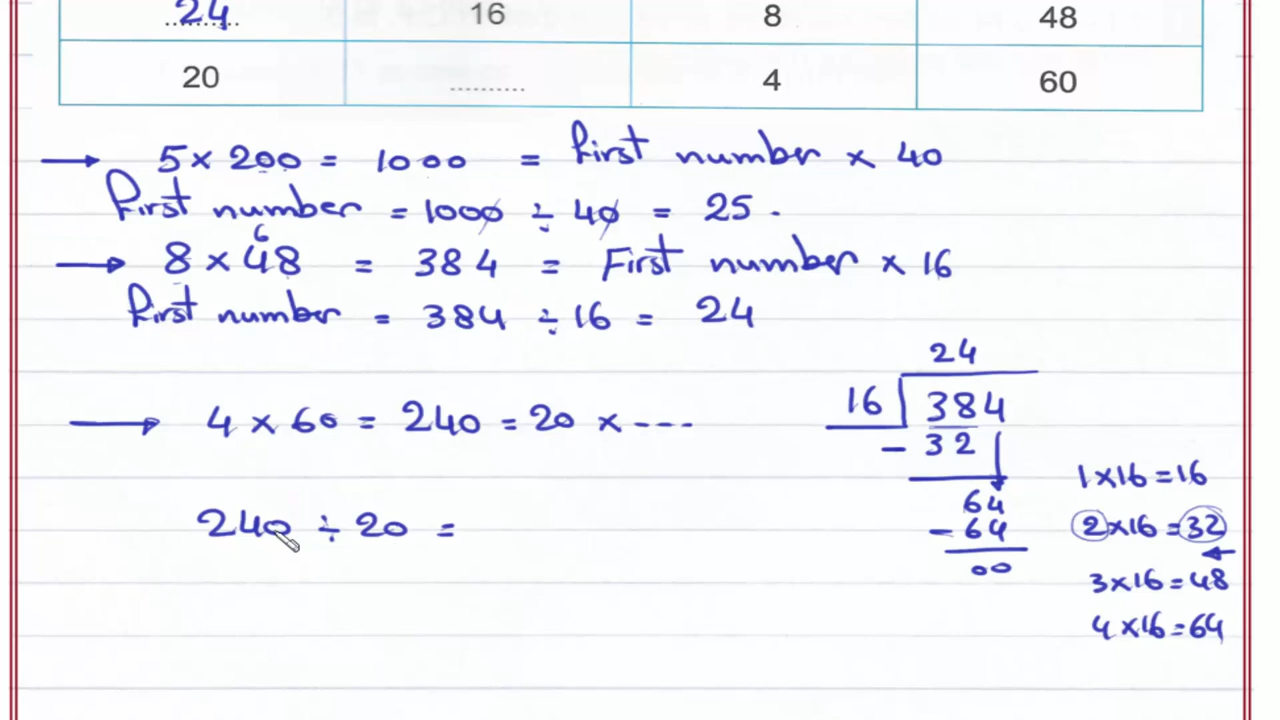 24 16 8 48
20 ........... 4 60
→ 5 × 200 = 1000 = first number × 40
first number = 1000 ÷ 40 = 25 .
6
→ 8 × 48 = 384 = First number × 16
first number = 384 ÷ 16 = 24
24
16 384
→ 4 × 60 = 240 = 20 × ----
- 32
1×16=16
64
240 ÷ 20 =
- 64
2×16=32
00
3×16=48
4×16=64